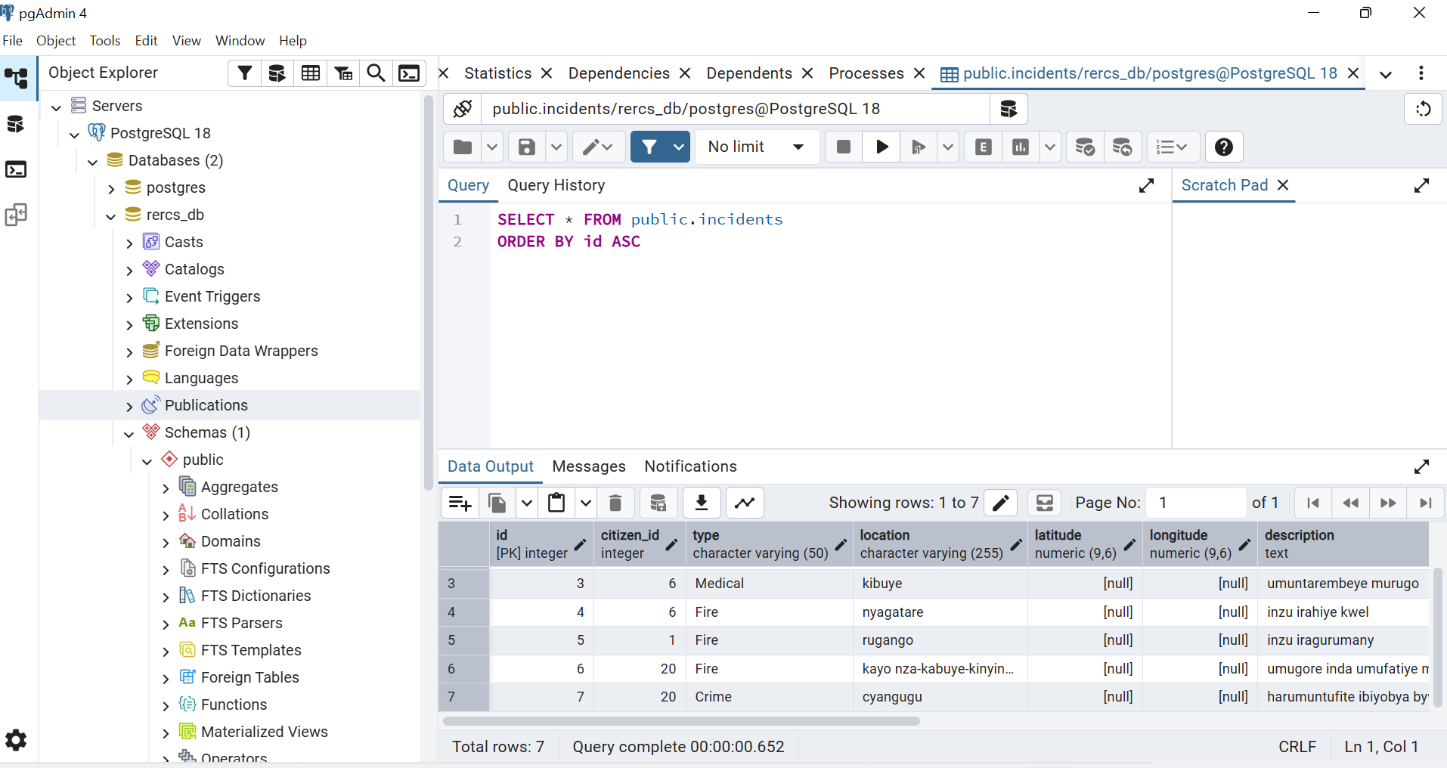 pgAdmin 4
File Object Tools Edit View Window Help
Object Explorer
Statistics Dependencies Dependents Processes public.incidents/rercs_db/postgres@PostgreSQL 18
Servers
PostgreSQL 18
Databases (2)
postgres
rercs_db
Casts
Catalogs
Event Triggers
Extensions
Foreign Data Wrappers
Languages
Publications
Schemas (1)
public
Aggregates
Collations
Domains
FTS Configurations
FTS Dictionaries
Aa FTS Parsers
FTS Templates
Foreign Tables
Functions
Materialized Views
Operators
public.incidents/rercs_db/postgres@PostgreSQL 18
No limit E
Query Query History
Scratch Pad
1 SELECT * FROM public.incidents
2 ORDER BY id ASC
Data Output Messages Notifications
Showing rows: 1 to 7 Page No: 1 of 1
id citizen_id type location latitude longitude description
[PK] integer integer character varying (50) character varying (255) numeric (9,6) numeric (9,6) text
3 3 6 Medical kibuye [null] [null] umuntarembeye murugo
4 4 6 Fire nyagatare [null] [null] inzu irahiye kwel
5 5 1 Fire rugango [null] [null] inzu iragurumany
6 6 20 Fire kayo nza-kabuye-kinyin... [null] [null] umugore inda umufatiye m
7 7 20 Crime cyangugu [null] [null] harumuntufite ibiyobya by
Total rows: 7 Query complete 00:00:00.652 CRLF Ln 1, Col 1